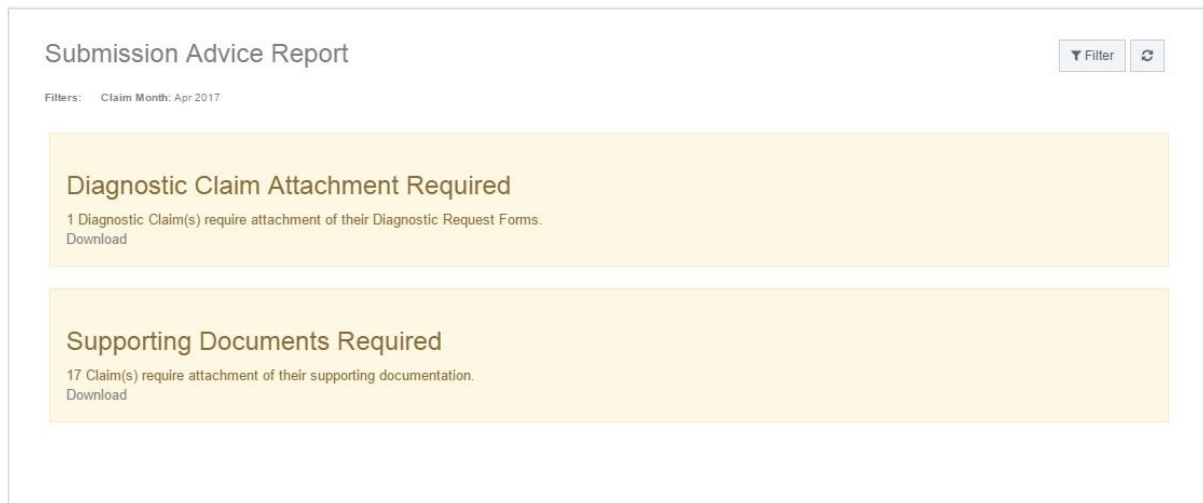 Submission Advice Report
Filter
Filters: Claim Month: Apr 2017
Diagnostic Claim Attachment Required
1 Diagnostic Claim(s) require attachment of their Diagnostic Request Forms.
Download
Supporting Documents Required
17 Claim(s) require attachment of their supporting documentation.
Download